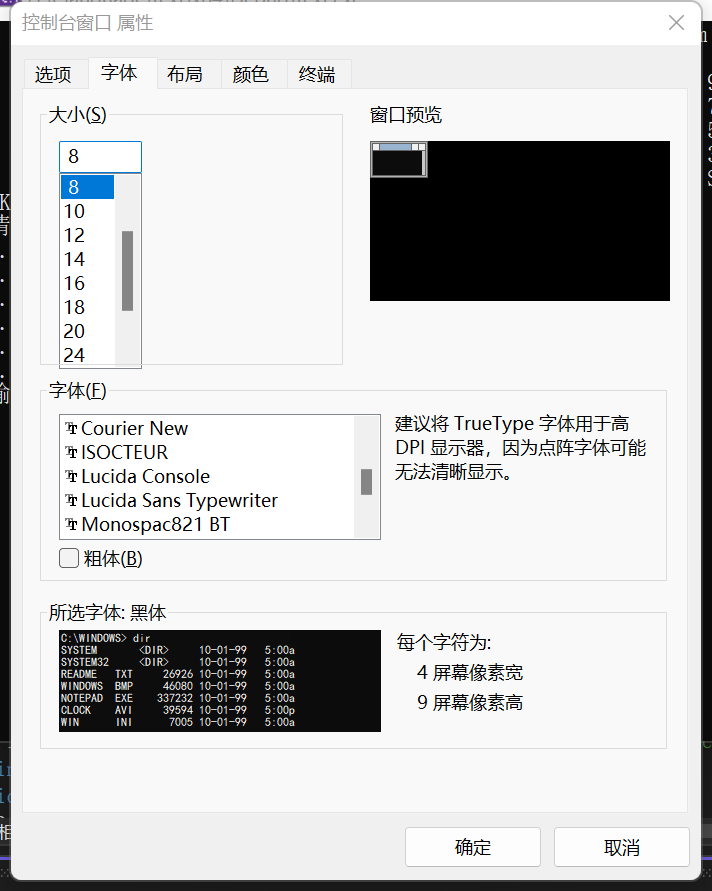 控制台窗口 属性
选项 字体 布局 颜色 终端
大小(S)
8
8
10
12
14
16
18
20
24
窗口预览
字体(F)
Courier New
ISOCTEUR
Lucida Console
Lucida Sans Typewriter
Monospac821 BT
粗体(B)
建议将 TrueType 字体用于高
DPI 显示器，因为点阵字体可能
无法清晰显示。
所选字体: 黑体
C:\WINDOWS> dir
SYSTEM <DIR> 10-01-99 5:00a
SYSTEM32 <DIR> 10-01-99 5:00a
README TXT 26926 10-01-99 5:00a
WINDOWS BMP 46080 10-01-99 5:00a
NOTEPAD EXE 337232 10-01-99 5:00a
CLOCK AVI 39594 10-01-99 5:00p
WIN INI 7005 10-01-99 5:00a
每个字符为:
4 屏幕像素宽
9 屏幕像素高
确定 取消